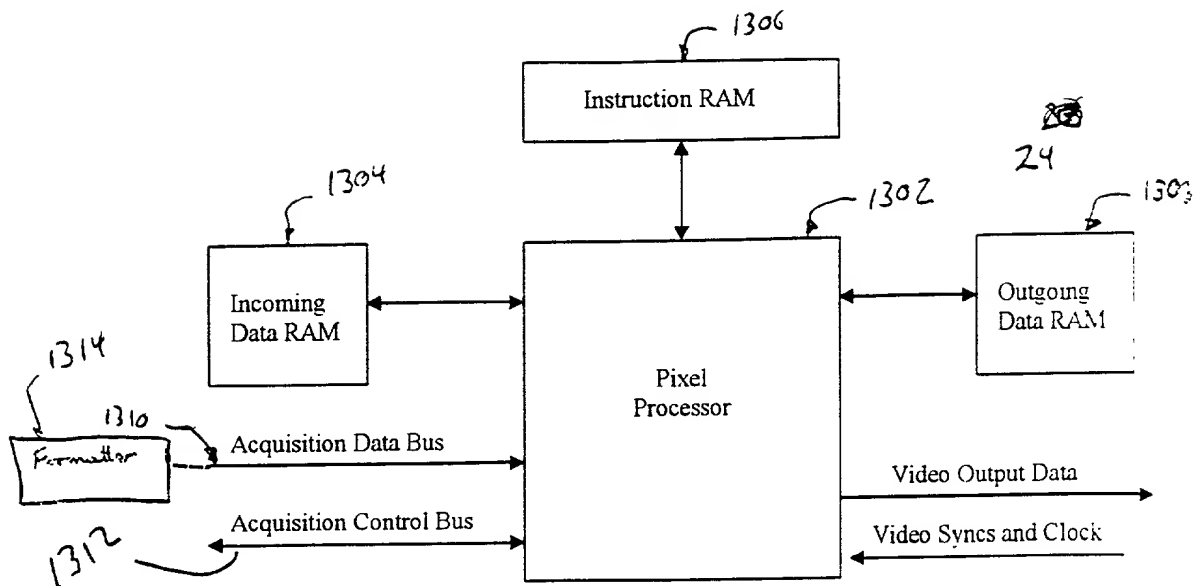 1306
Instruction RAM
24
1304
1302
1303
Incoming
Data RAM
Outgoing
Data RAM
1314
Pixel
Processor
1310
Formatter
Acquisition Data Bus
Video Output Data
Acquisition Control Bus
Video Syncs and Clock
1312